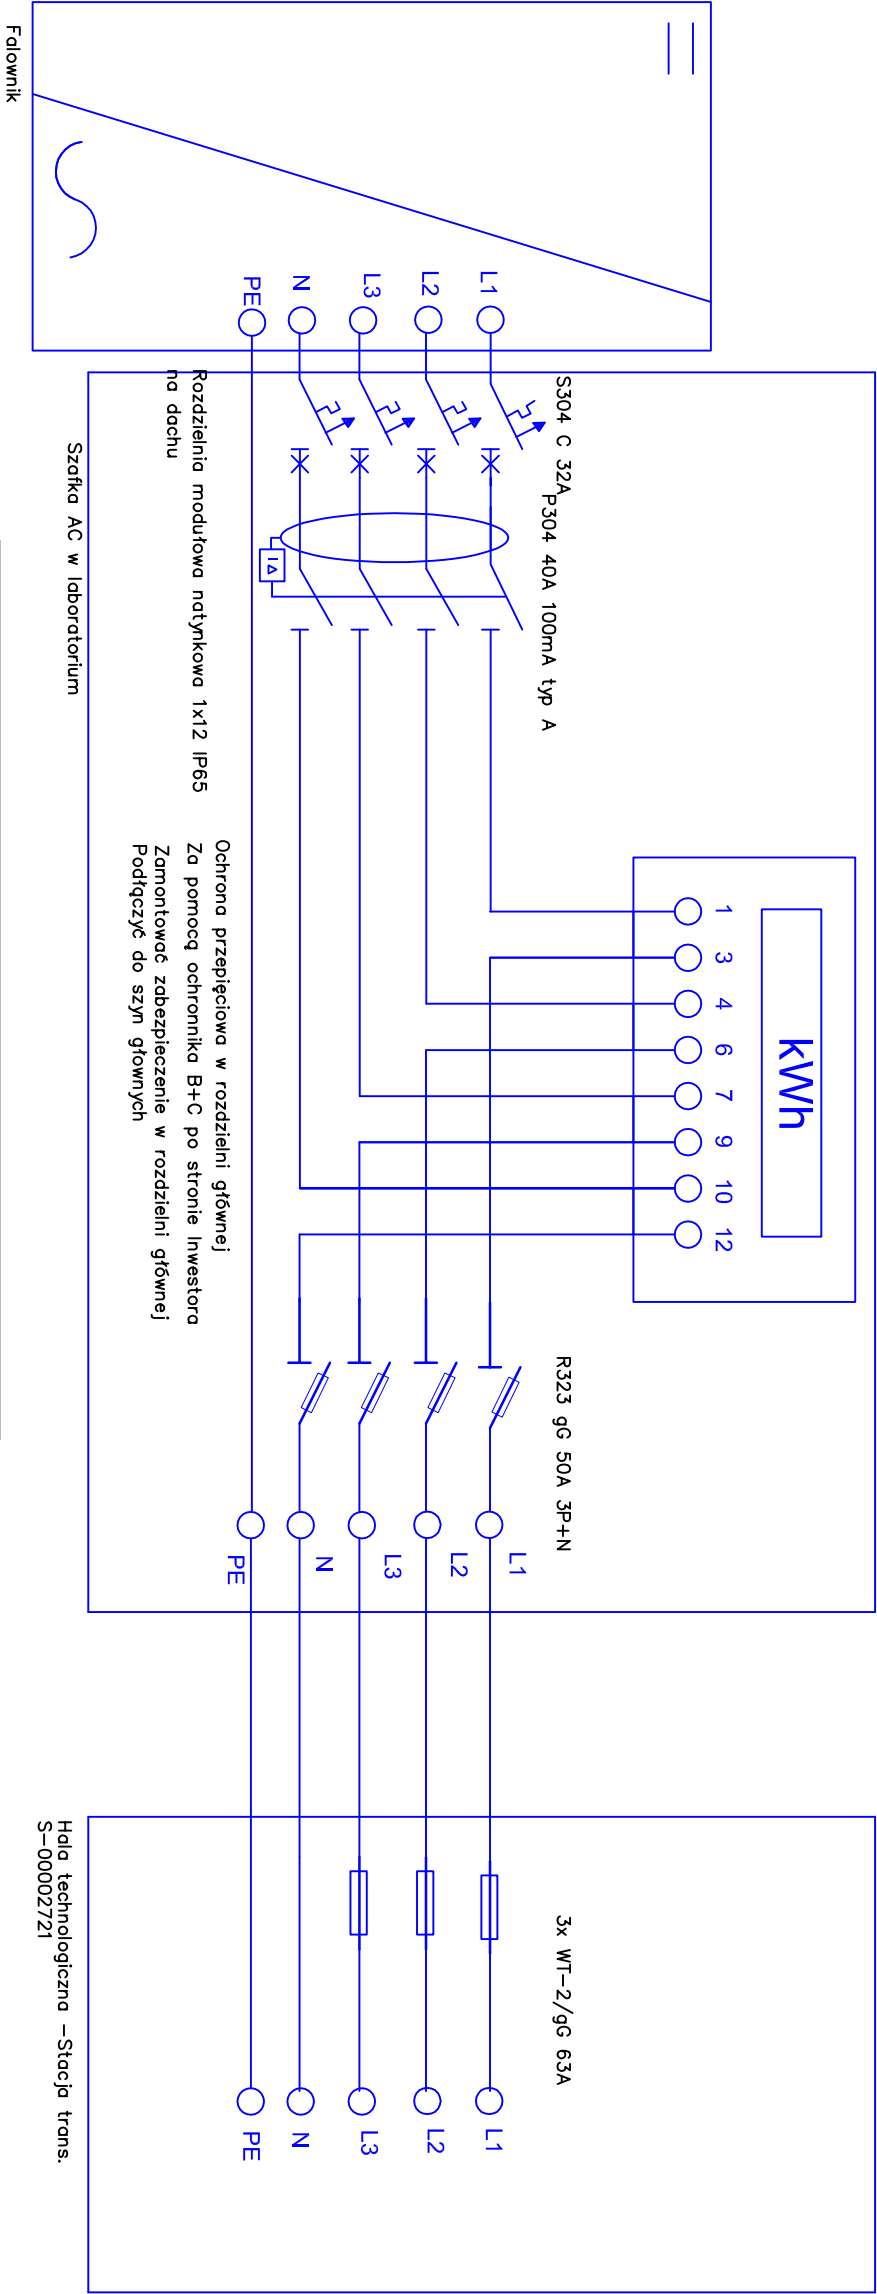 Falownik
L1
L2
L3
N
PE
S304 C 32A
P304 40A 100mA typ A
I Δ
Rozdzielnia modułowa natynkowa 1x12 IP65
na dachu
Szafka AC w laboratorium
kWh
1
3
4
6
7
9
10
12
Ochrona przepięciowa w rozdzielni głównej
Za pomocą ochronnika B+C po stronie Inwestora
Zamontować zabezpieczenie w rozdzielni głównej
Podłączyć do szyn głownych
R323 gG 50A 3P+N
L1
L2
L3
N
PE
3x WT-2/gG 63A
L1
L2
L3
N
PE
Hala technologiczna -Stacja trans.
S-00002721